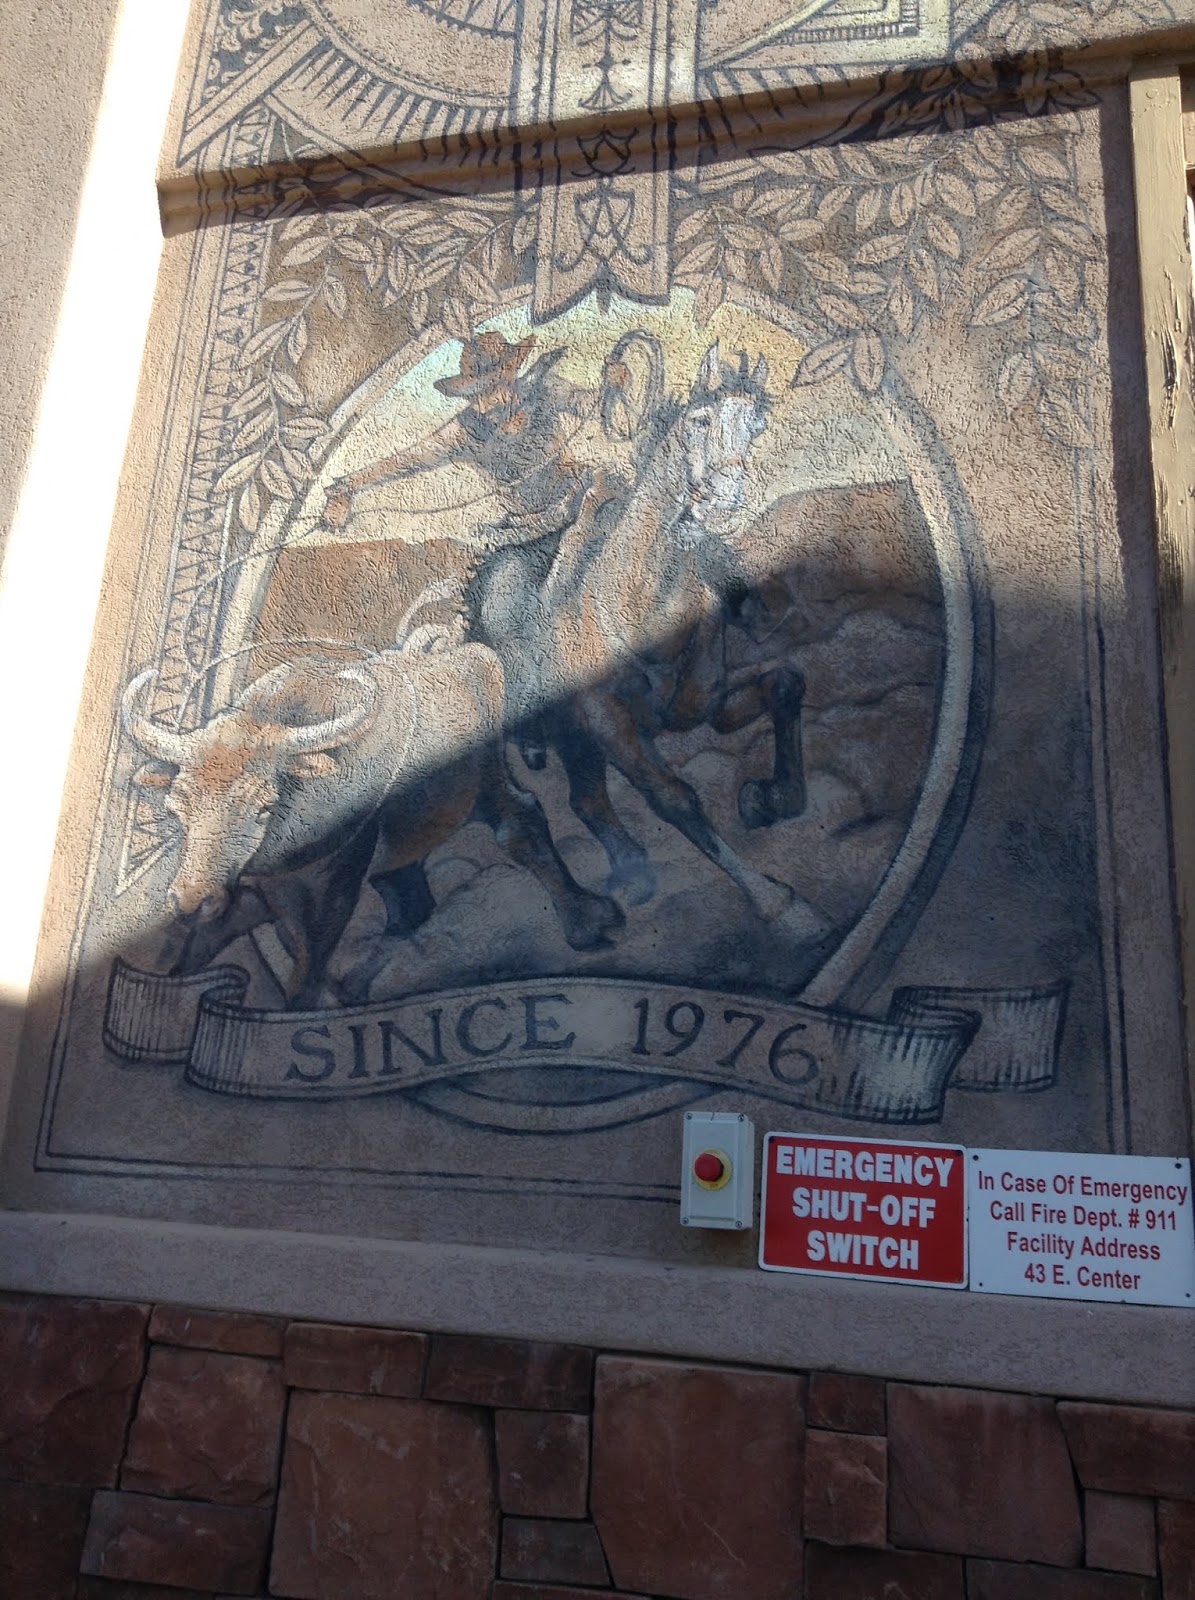 SINCE 1976
EMERGENCY
SHUT-OFF
SWITCH
In Case Of Emergency
Call Fire Dept. # 911
Facility Address
43 E. Center